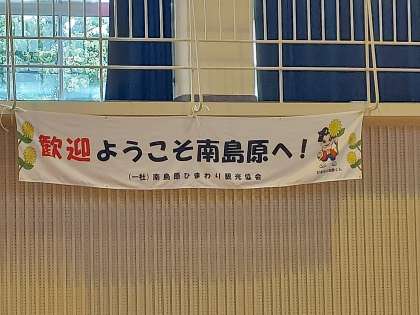 歓迎 ようこそ南島原へ！
(一社)南島原ひまわり観光協会